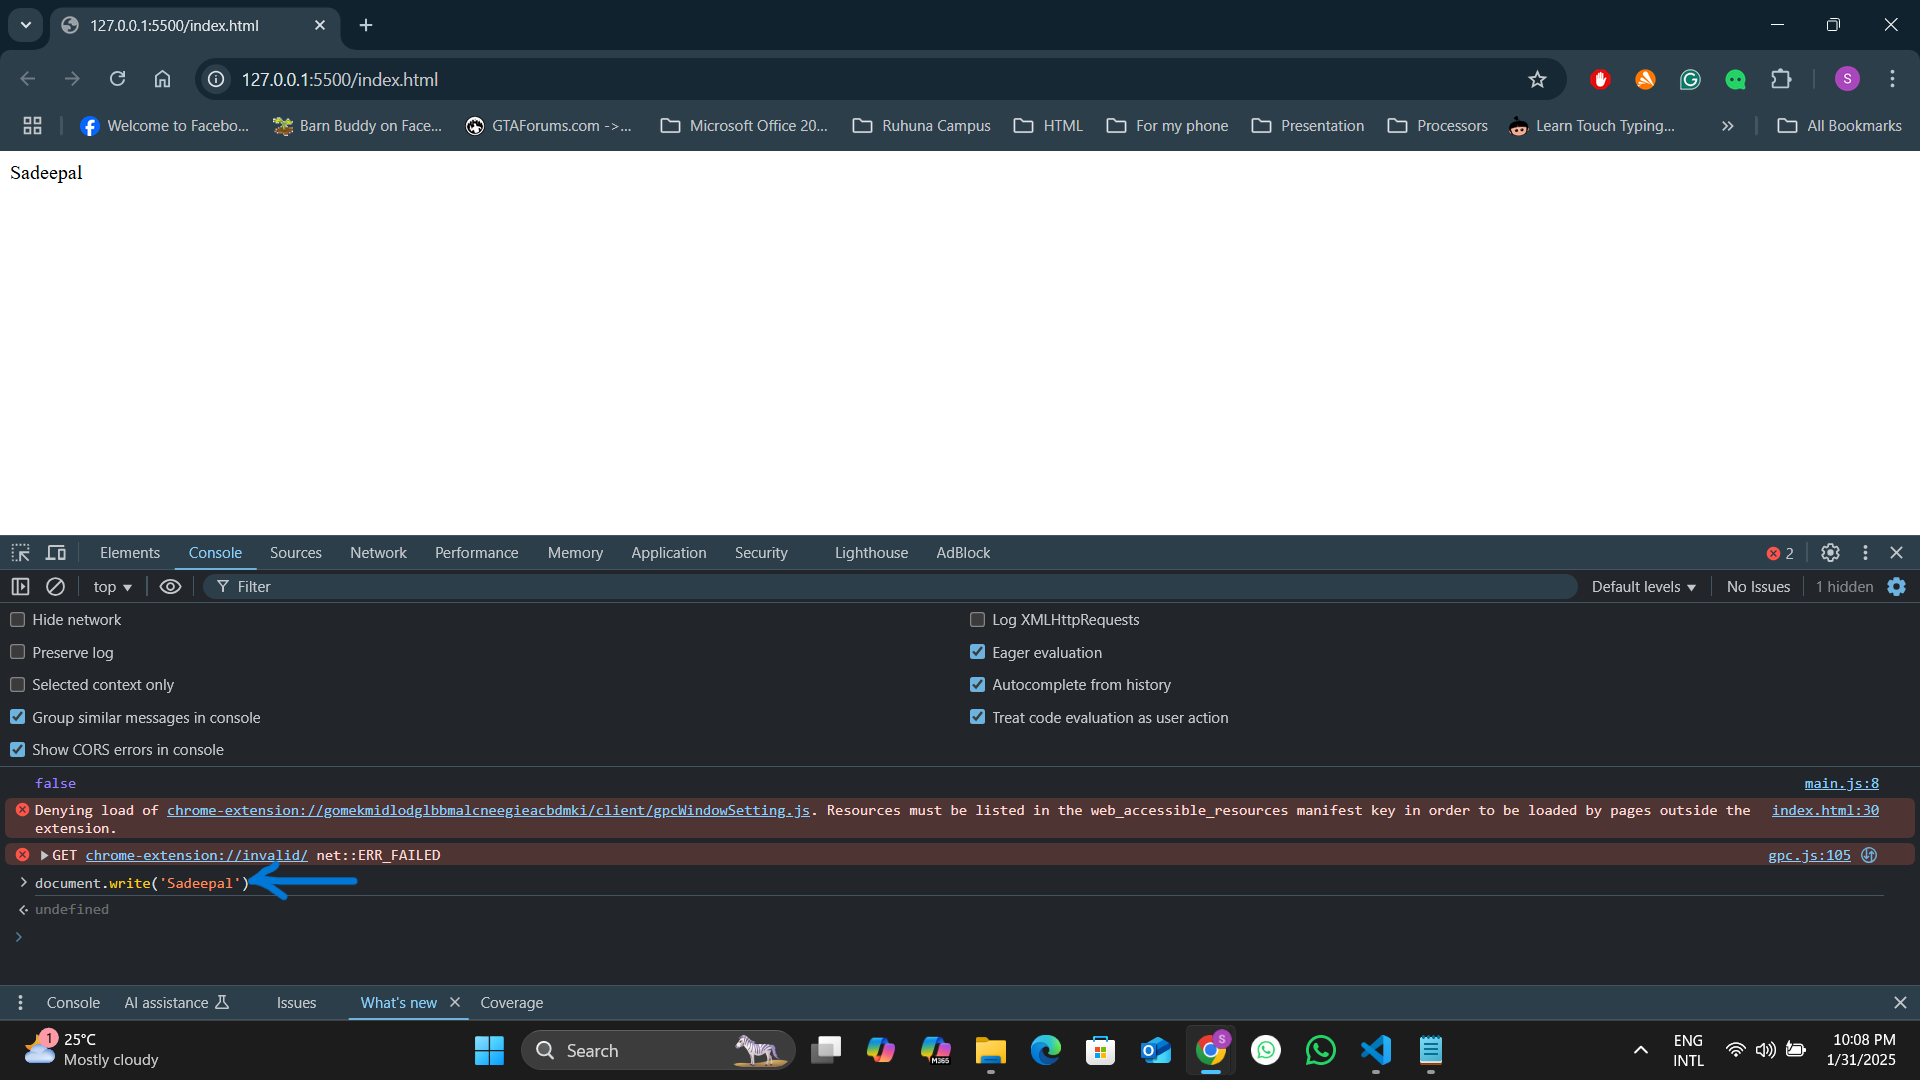 127.0.0.1:5500/index.html
127.0.0.1:5500/index.html
S
Welcome to Facebo...
Barn Buddy on Face...
GTAForums.com ->...
Microsoft Office 20...
Ruhuna Campus
HTML
For my phone
Presentation
Processors
Learn Touch Typing...
All Bookmarks
Sadeepal
Elements Console Sources Network Performance Memory Application Security Lighthouse AdBlock 2
top Filter Default levels No Issues 1 hidden
Hide network Log XMLHttpRequests
Preserve log Eager evaluation
Selected context only Autocomplete from history
Group similar messages in console Treat code evaluation as user action
Show CORS errors in console
false main.js:8
Denying load of chrome-extension://gomekmidlodglbbmalcneegieacbdmki/client/gpcWindowSetting.js. Resources must be listed in the web_accessible_resources manifest key in order to be loaded by pages outside the index.html:30
extension.
GET chrome-extension://invalid/ net::ERR_FAILED gpc.js:105
document.write('Sadeepal')
undefined
Console AI assistance Issues What's new Coverage
1 25°C
Mostly cloudy
Search
M365
S
ENG
INTL
10:08 PM
1/31/2025